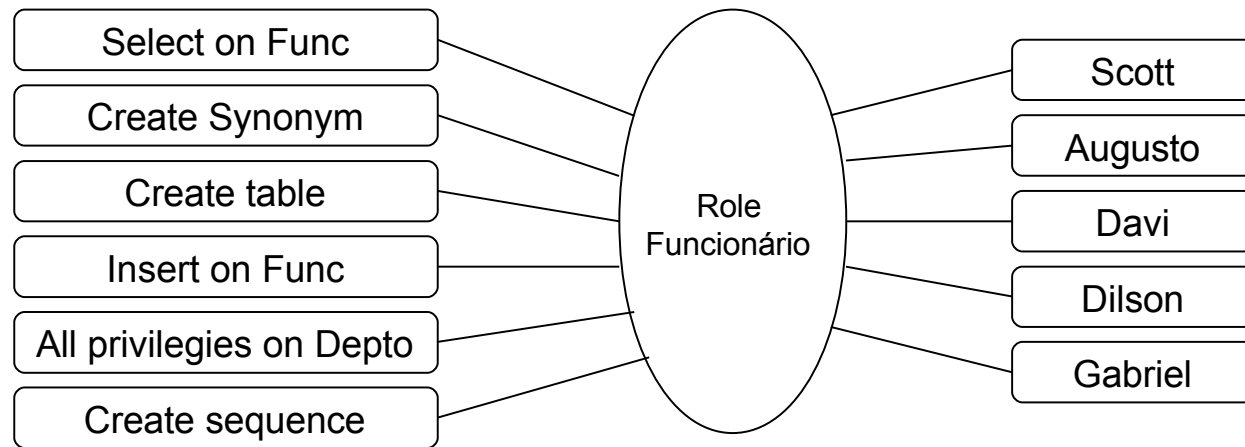 Select on Func
Create Synonym
Create table
Insert on Func
All privilegies on Depto
Create sequence
Role
Funcionário
Scott
Augusto
Davi
Dilson
Gabriel